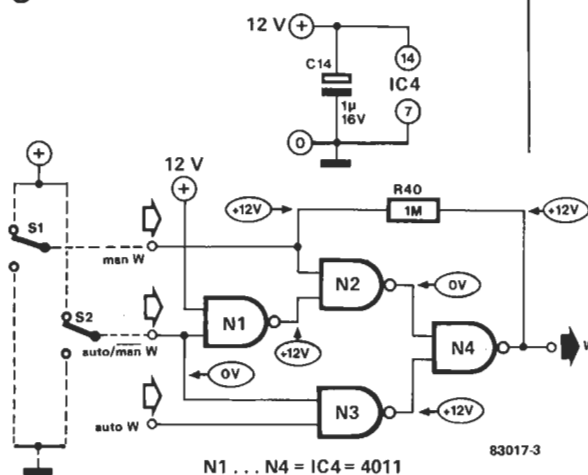 12 V +
C14
1µ
16V
14
IC4
7
0
+
12 V
+
+12V
R40
1M
+12V
S1
man W
N2
0V
S2
N1
N4
W
auto/man W
+12V
0V
N3
+12V
auto W
83017-3
N1 . . . N4 = IC4 = 4011